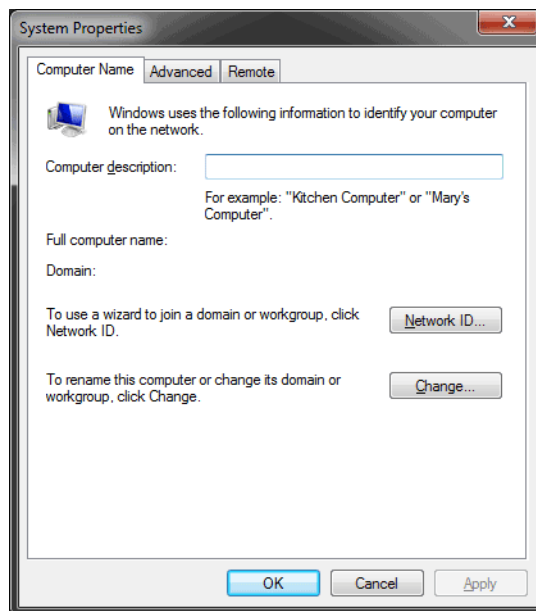 System Properties
Computer Name Advanced Remote
Windows uses the following information to identify your computer
on the network.
Computer description:
For example: "Kitchen Computer" or "Mary's
Computer".
Full computer name:
Domain:
To use a wizard to join a domain or workgroup, click
Network ID.
Network ID...
To rename this computer or change its domain or
workgroup, click Change.
Change...
OK Cancel Apply